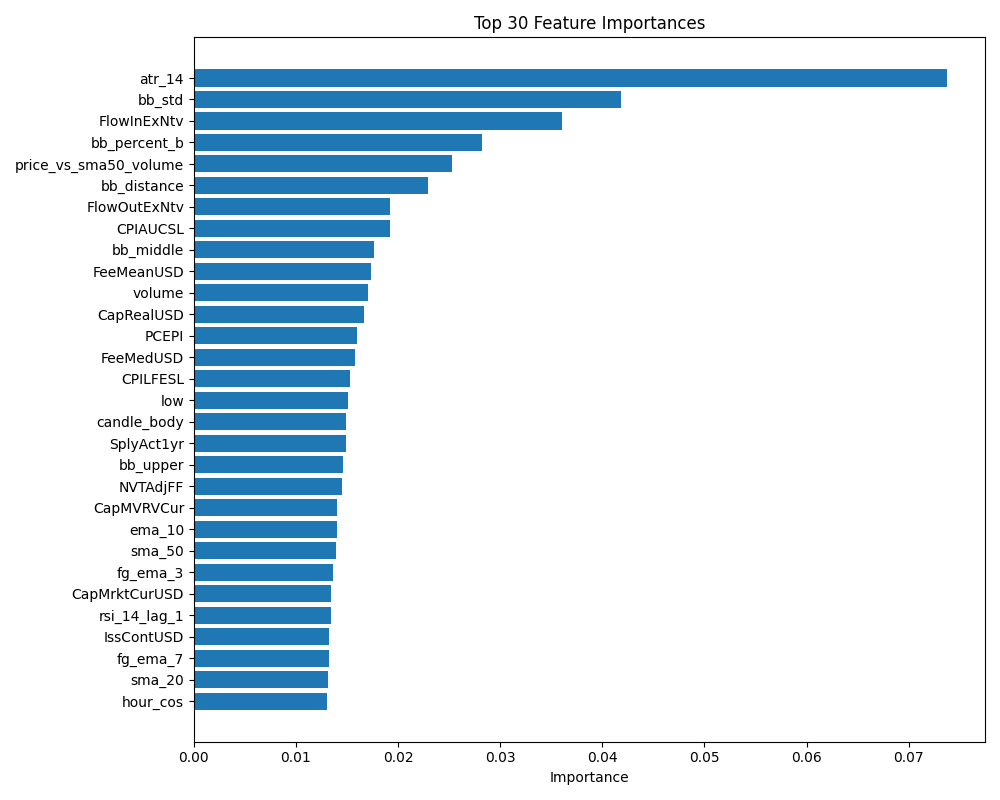 Top 30 Feature Importances
atr_14
bb_std
FlowInExNtv
bb_percent_b
price_vs_sma50_volume
bb_distance
FlowOutExNtv
CPIAUCSL
bb_middle
FeeMeanUSD
volume
CapRealUSD
PCEPI
FeeMedUSD
CPILFESL
low
candle_body
SplyAct1yr
bb_upper
NVTAdjFF
CapMVRVCur
ema_10
sma_50
fg_ema_3
CapMrktCurUSD
rsi_14_lag_1
IssContUSD
fg_ema_7
sma_20
hour_cos
0.00 0.01 0.02 0.03 0.04 0.05 0.06 0.07
Importance